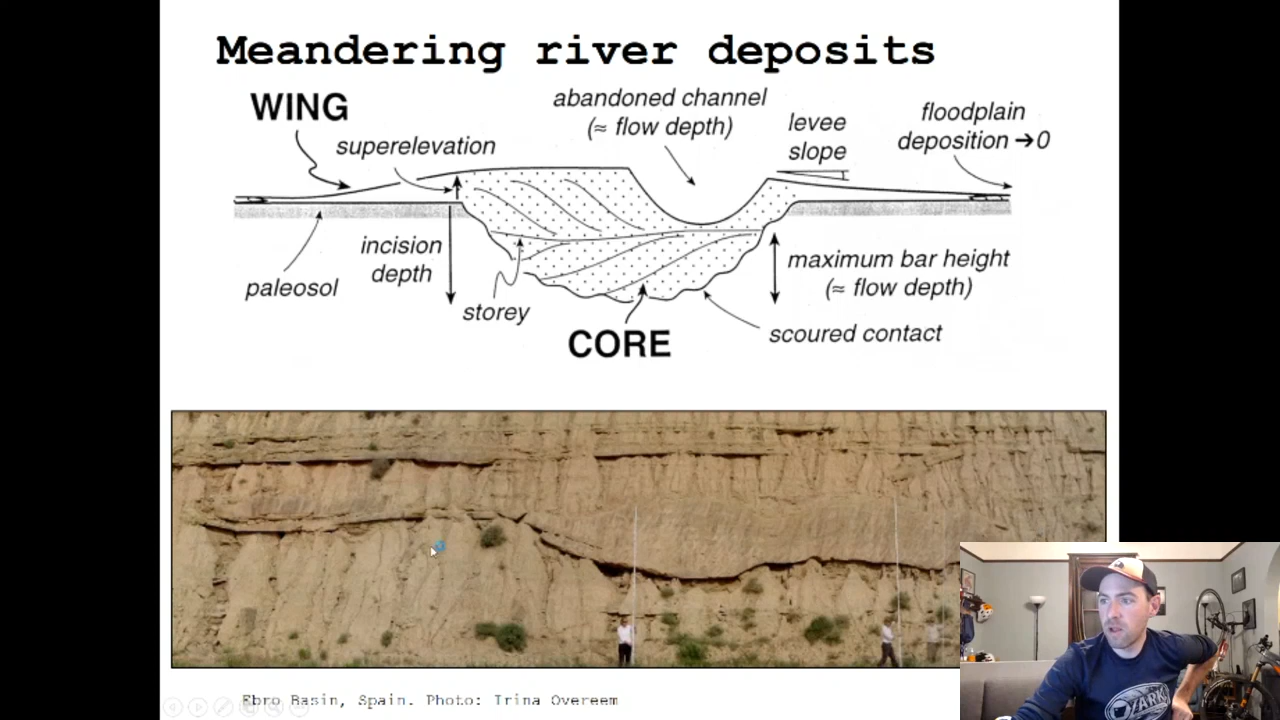 Meandering river deposits
WING
superelevation
abandoned channel
(≈ flow depth)
levee
slope
floodplain
deposition →0
paleosol
incision
depth
storey
CORE
maximum bar height
(≈ flow depth)
scoured contact
Ebro Basin, Spain. Photo: Irina Overeem